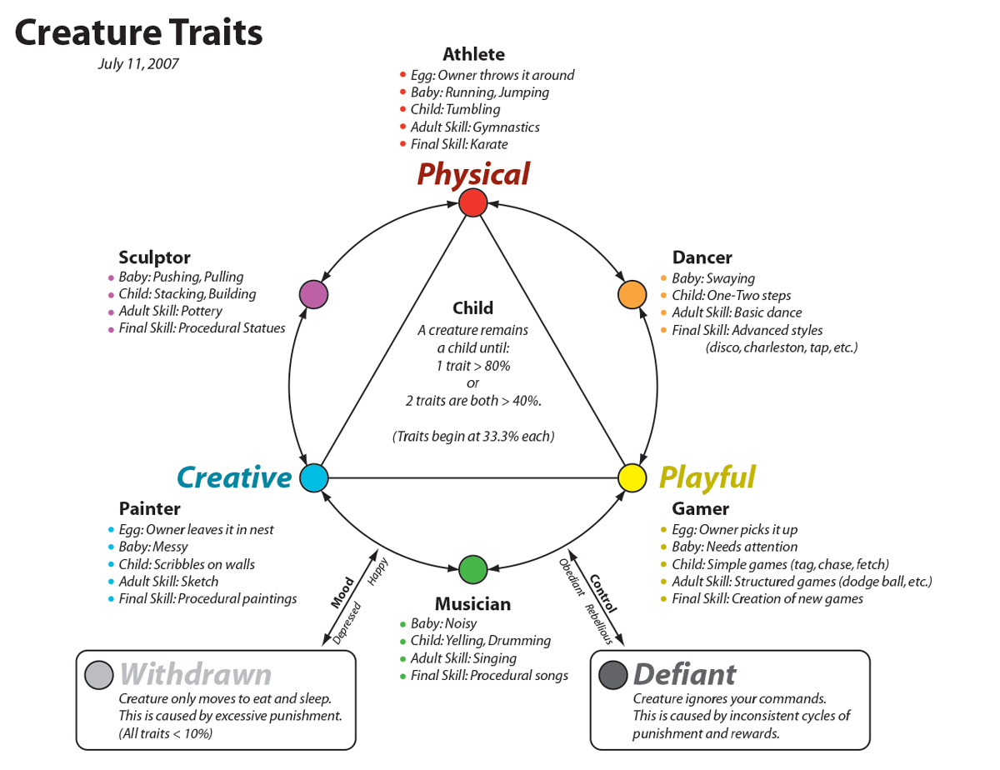 Creature Traits
July 11, 2007
Athlete
Egg: Owner throws it around
Baby: Running, Jumping
Child: Tumbling
Adult Skill: Gymnastics
Final Skill: Karate
Physical
Sculptor
Baby: Pushing, Pulling
Child: Stacking, Building
Adult Skill: Pottery
Final Skill: Procedural Statues
Dancer
Baby: Swaying
Child: One-Two steps
Adult Skill: Basic dance
Final Skill: Advanced styles
(disco, charleston, tap, etc.)
Child
A creature remains
a child until:
1 trait > 80%
or
2 traits are both > 40%.
(Traits begin at 33.3% each)
Creative
Painter
Egg: Owner leaves it in nest
Baby: Messy
Child: Scribbles on walls
Adult Skill: Sketch
Final Skill: Procedural paintings
Playful
Gamer
Egg: Owner picks it up
Baby: Needs attention
Child: Simple games (tag, chase, fetch)
Adult Skill: Structured games (dodge ball, etc.)
Final Skill: Creation of new games
Mood
Happy
Depressed
Musician
Baby: Noisy
Child: Yelling, Drumming
Adult Skill: Singing
Final Skill: Procedural songs
Control
Obediant
Rebellious
Withdrawn
Creature only moves to eat and sleep.
This is caused by excessive punishment.
(All traits < 10%)
Defiant
Creature ignores your commands.
This is caused by inconsistent cycles of
punishment and rewards.